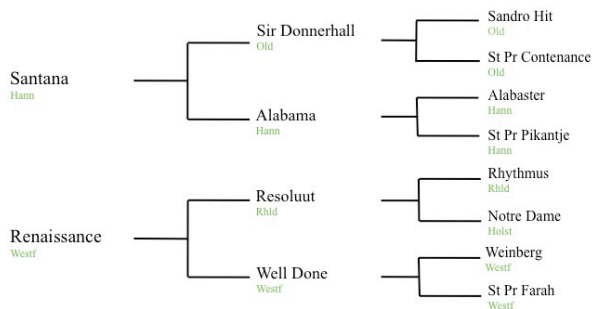 Santana
Hann
Sir Donnerhall
Old
Sandro Hit
Old
St Pr Contenance
Old
Alabama
Hann
Alabaster
Hann
St Pr Pikantje
Hann
Renaissance
Westf
Resoluut
Rhld
Rhythmus
Rhld
Notre Dame
Holst
Well Done
Westf
Weinberg
Westf
St Pr Farah
Westf